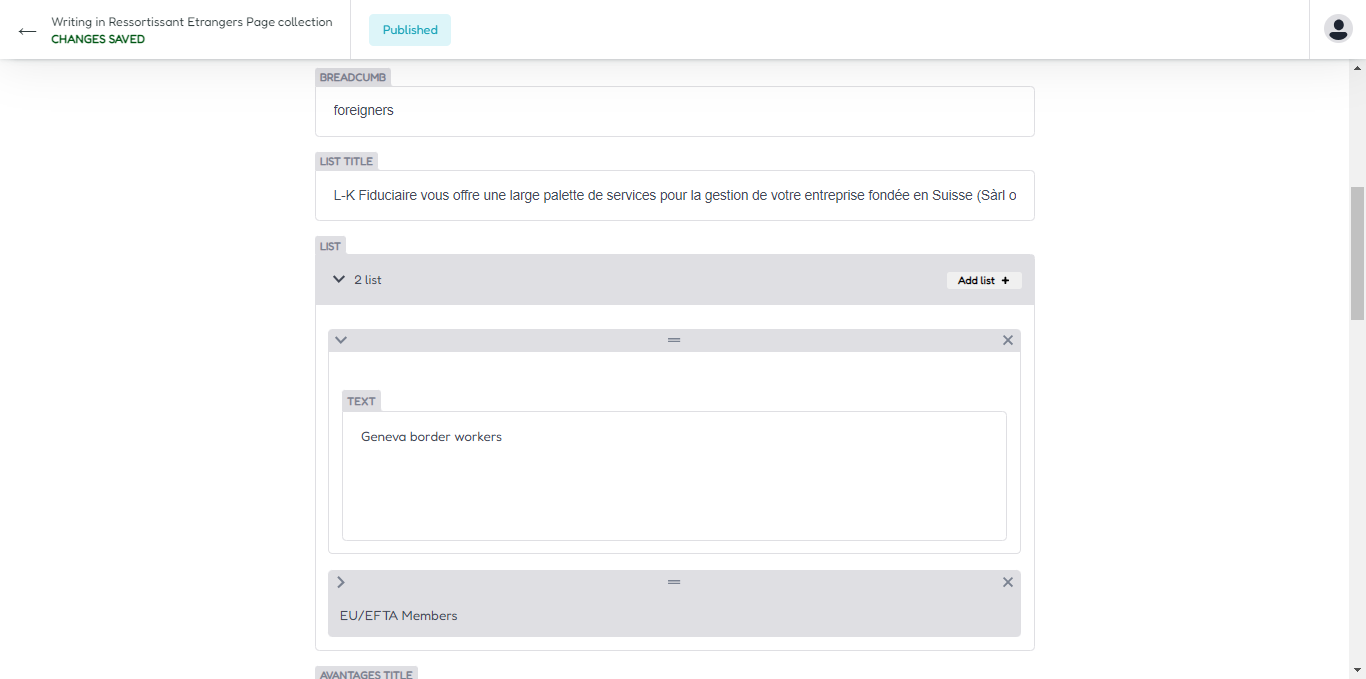 Writing in Ressortissant Etrangers Page collection
CHANGES SAVED
Published
BREADCUMB
foreigners
LIST TITLE
L-K Fiduciaire vous offre une large palette de services pour la gestion de votre entreprise fondée en Suisse (Sàrl o
LIST
2 list
Add list +
TEXT
Geneva border workers
EU/EFTA Members
AVANTAGES TITLE